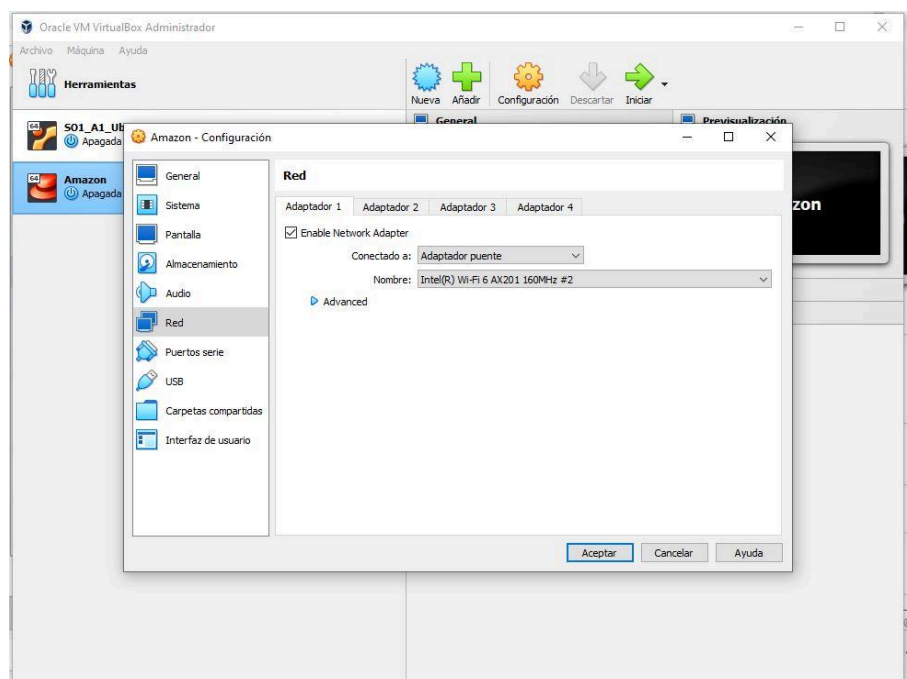 Oracle VM VirtualBox Administrador
Archivo Máquina Ayuda
Herramientas
Nueva Añadir Configuración Descartar Iniciar
64
S01_A1_Ub
Apagada
64
Amazon
Apagada
General
Previsualización
zon
Amazon - Configuración
General
Sistema
Pantalla
Almacenamiento
Audio
Red
Puertos serie
USB
Carpetas compartidas
Interfaz de usuario
Red
Adaptador 1 Adaptador 2 Adaptador 3 Adaptador 4
Enable Network Adapter
Conectado a: Adaptador puente
Nombre: Intel(R) Wi-Fi 6 AX201 160MHz #2
Advanced
Aceptar Cancelar Ayuda